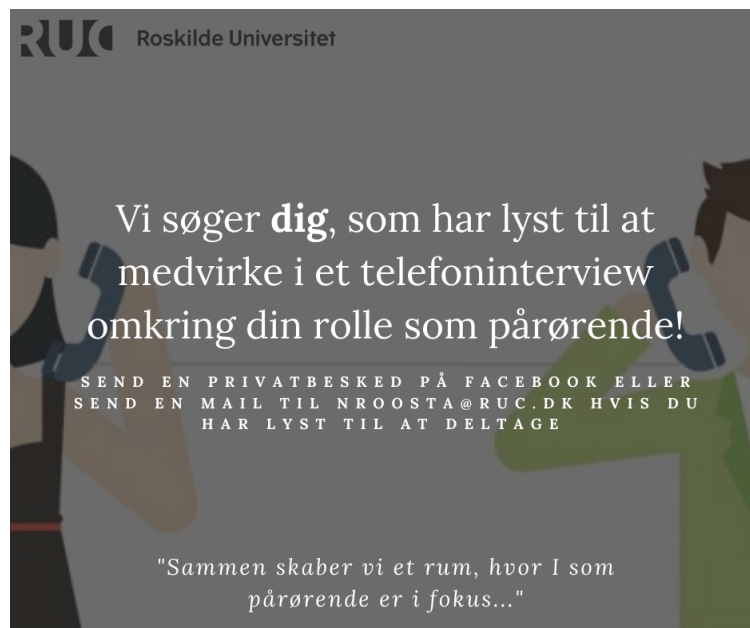 RUC Roskilde Universitet
Vi søger dig, som har lyst til at
medvirke i et telefoninterview
omkring din rolle som pårørende!
SEND EN PRIVATBESKED PÅ FACEBOOK ELLER
SEND EN MAIL TIL NROOSTA@RUC.DK HVIS DU
HAR LYST TIL AT DELTAGE
"Sammen skaber vi et rum, hvor I som
pårørende er i fokus..."